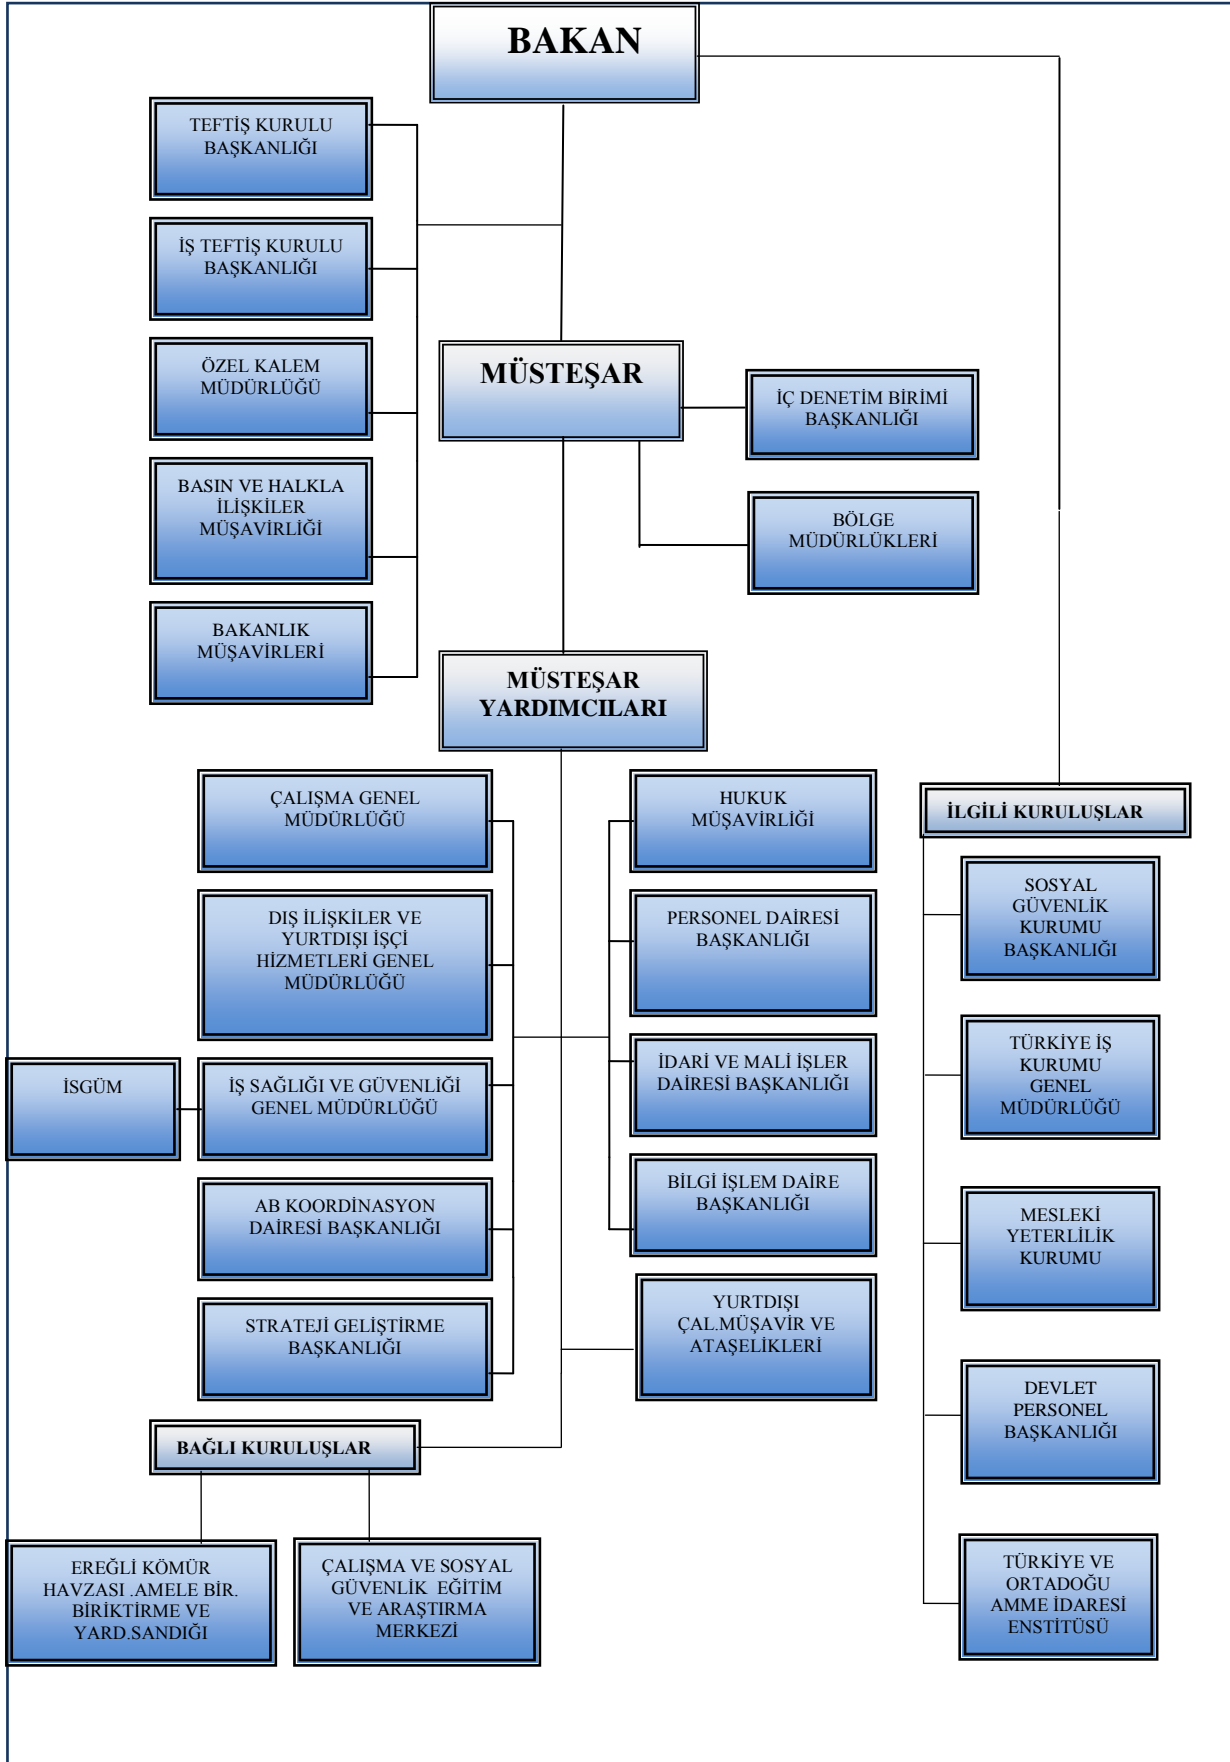 BAKAN
TEFTİŞ KURULU
BAŞKANLIĞI
İŞ TEFTİŞ KURULU
BAŞKANLIĞI
ÖZEL KALEM
MÜDÜRLÜĞÜ
BASIN VE HALKLA
İLİŞKİLER
MÜŞAVİRLİĞİ
BAKANLIK
MÜŞAVİRLERİ
MÜSTEŞAR
İÇ DENETİM BİRİMİ
BAŞKANLIĞI
BÖLGE
MÜDÜRLÜKLERİ
MÜSTEŞAR
YARDIMCILARI
ÇALIŞMA GENEL
MÜDÜRLÜĞÜ
DIŞ İLİŞKİLER VE
YURTDIŞI İŞÇİ
HİZMETLERİ GENEL
MÜDÜRLÜĞÜ
İSGÜM
İŞ SAĞLIĞI VE GÜVENLİĞİ
GENEL MÜDÜRLÜĞÜ
AB KOORDİNASYON
DAİRESİ BAŞKANLIĞI
STRATEJİ GELİŞTİRME
BAŞKANLIĞI
HUKUK
MÜŞAVİRLİĞİ
PERSONEL DAİRESİ
BAŞKANLIĞI
İDARİ VE MALİ İŞLER
DAİRESİ BAŞKANLIĞI
BİLGİ İŞLEM DAİRE
BAŞKANLIĞI
YURTDIŞI
ÇAL.MÜŞAVİR VE
ATAŞELİKLERİ
BAĞLI KURULUŞLAR
EREĞLİ KÖMÜR
HAVZASI .AMELE BİR.
BİRİKTİRME VE
YARD.SANDIĞI
ÇALIŞMA VE SOSYAL
GÜVENLİK EĞİTİM
VE ARAŞTIRMA
MERKEZİ
İLGİLİ KURULUŞLAR
SOSYAL
GÜVENLİK
KURUMU
BAŞKANLIĞI
TÜRKİYE İŞ
KURUMU
GENEL
MÜDÜRLÜĞÜ
MESLEKİ
YETERLİLİK
KURUMU
DEVLET
PERSONEL
BAŞKANLIĞI
TÜRKİYE VE
ORTADOĞU
AMME İDARESİ
ENSTİTÜSÜ